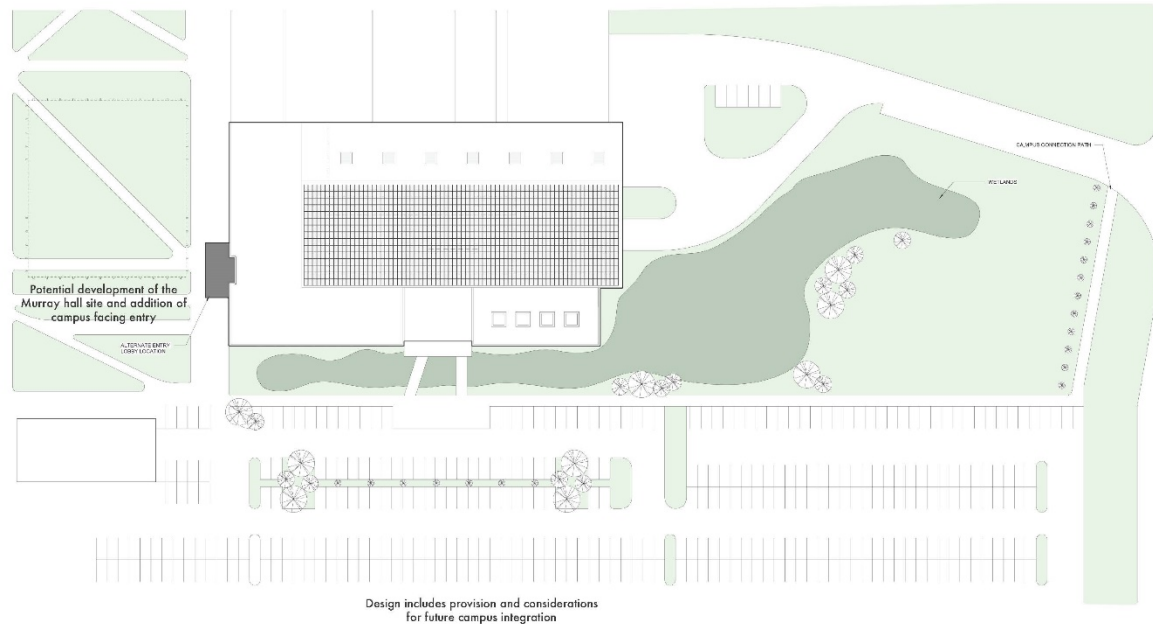 CAMPUS CONNECTION PATH
WETLANDS
Potential development of the
Murray hall site and addition of
campus facing entry
ALTERNATE ENTRY
LOBBY LOCATION
Design includes provision and considerations
for future campus integration